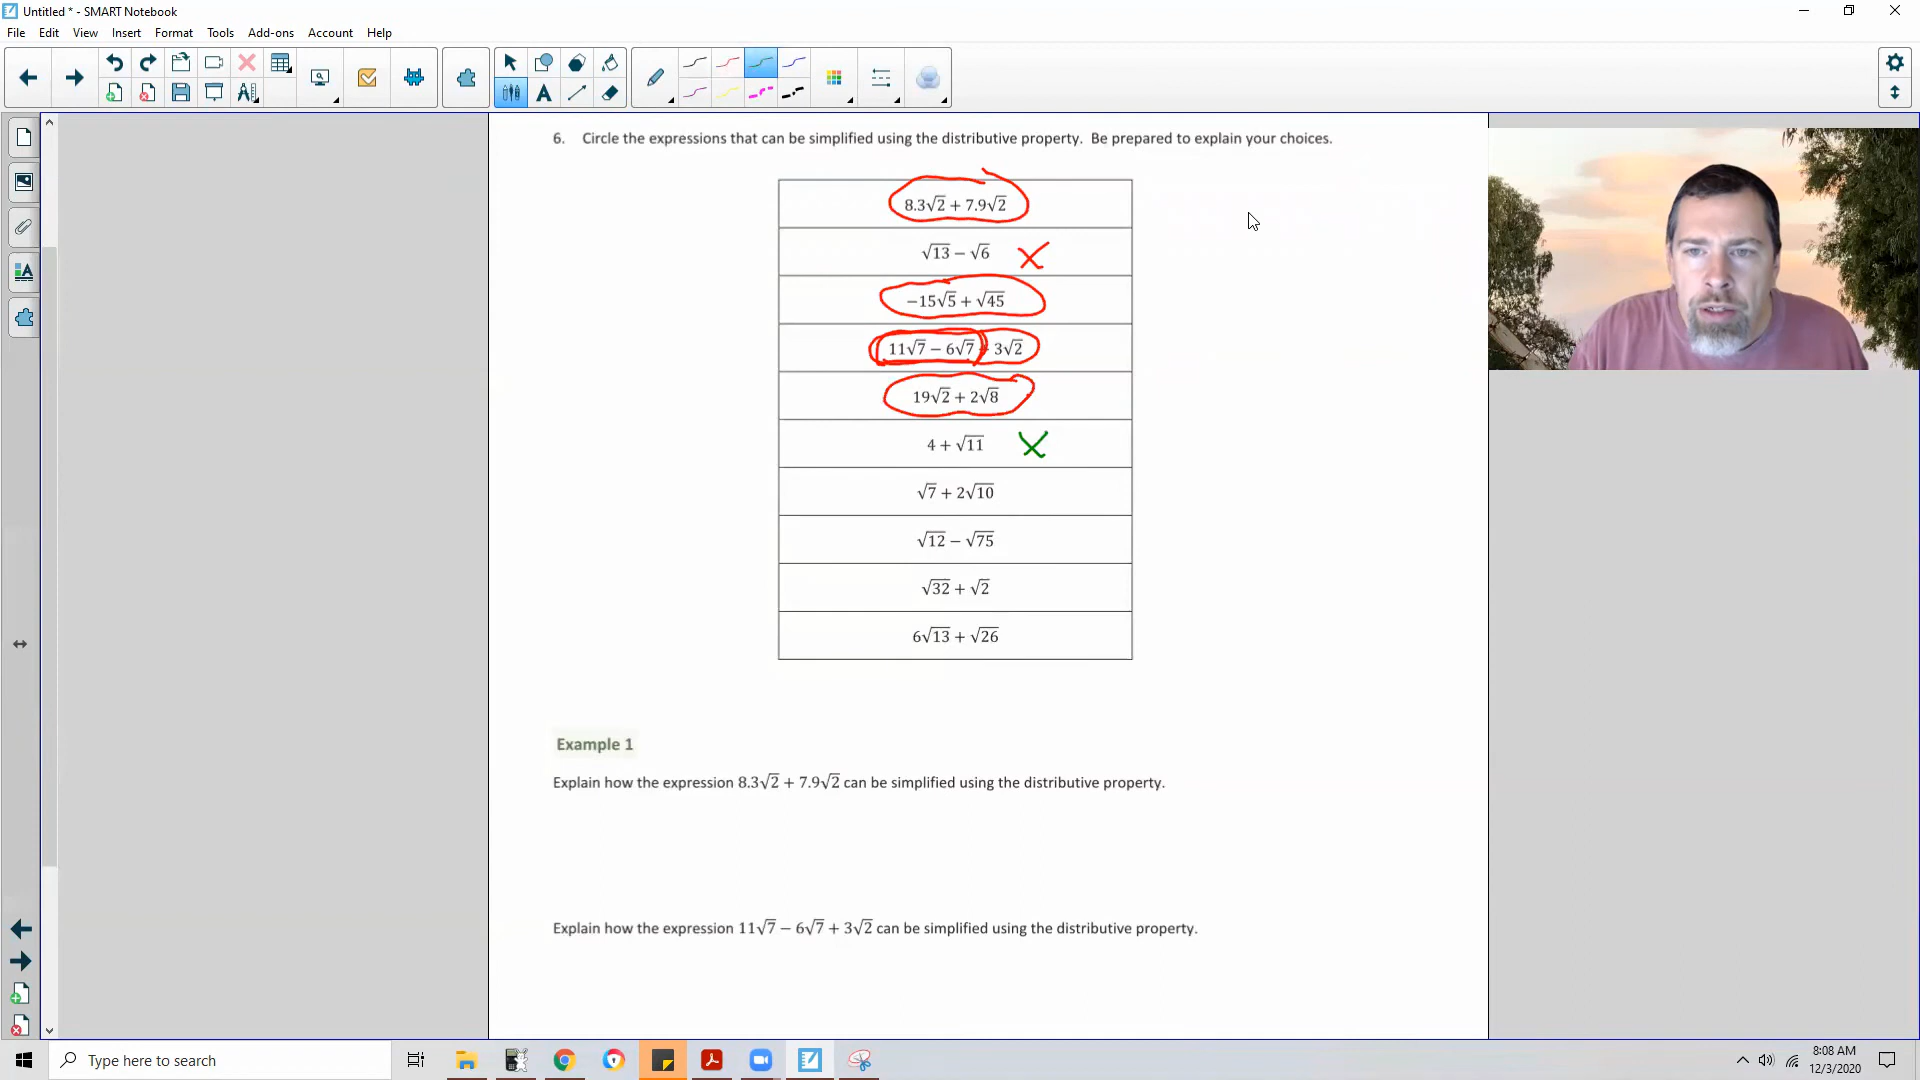 Untitled * - SMART Notebook
File Edit View Insert Format Tools Add-ons Account Help
6. Circle the expressions that can be simplified using the distributive property. Be prepared to explain your choices.
8.3√2 + 7.9√2
√13 − √6 X
−15√5 + √45
11√7 − 6√7 + 3√2
19√2 + 2√8
4 + √11 X
√7 + 2√10
√12 − √75
√32 + √2
6√13 + √26
Example 1
Explain how the expression 8.3√2 + 7.9√2 can be simplified using the distributive property.
Explain how the expression 11√7 − 6√7 + 3√2 can be simplified using the distributive property.
Type here to search
8:08 AM
12/3/2020